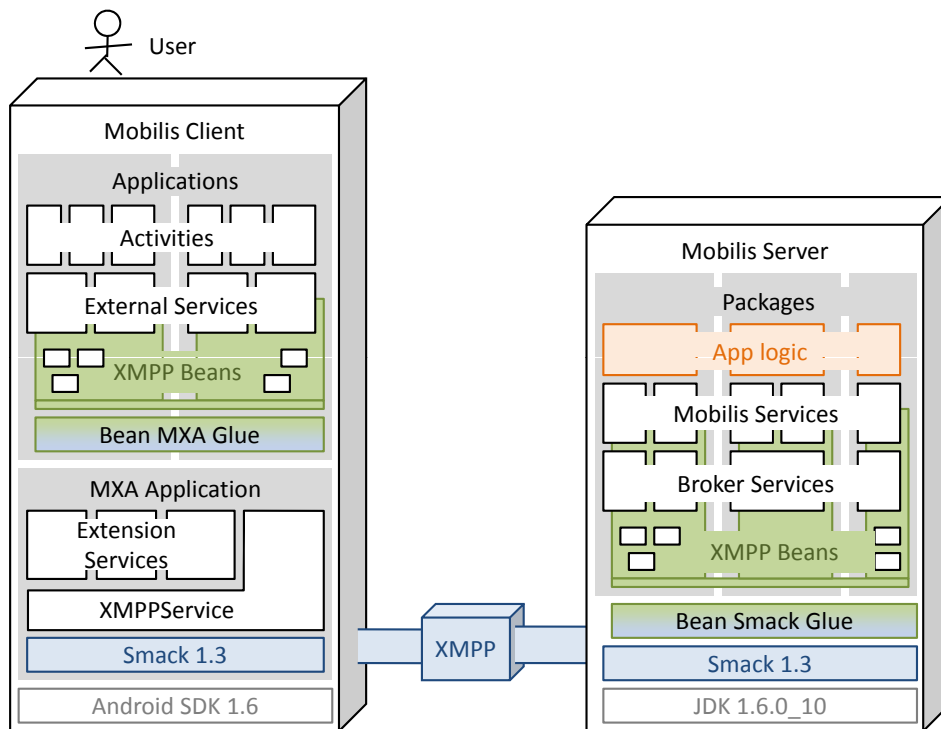 User
Mobilis Client
Applications
Activities
External Services
XMPP Beans
Bean MXA Glue
MXA Application
Extension
Services
XMPPService
Smack 1.3
Android SDK 1.6
XMPP
Mobilis Server
Packages
App logic
Mobilis Services
Broker Services
XMPP Beans
Bean Smack Glue
Smack 1.3
JDK 1.6.0_10